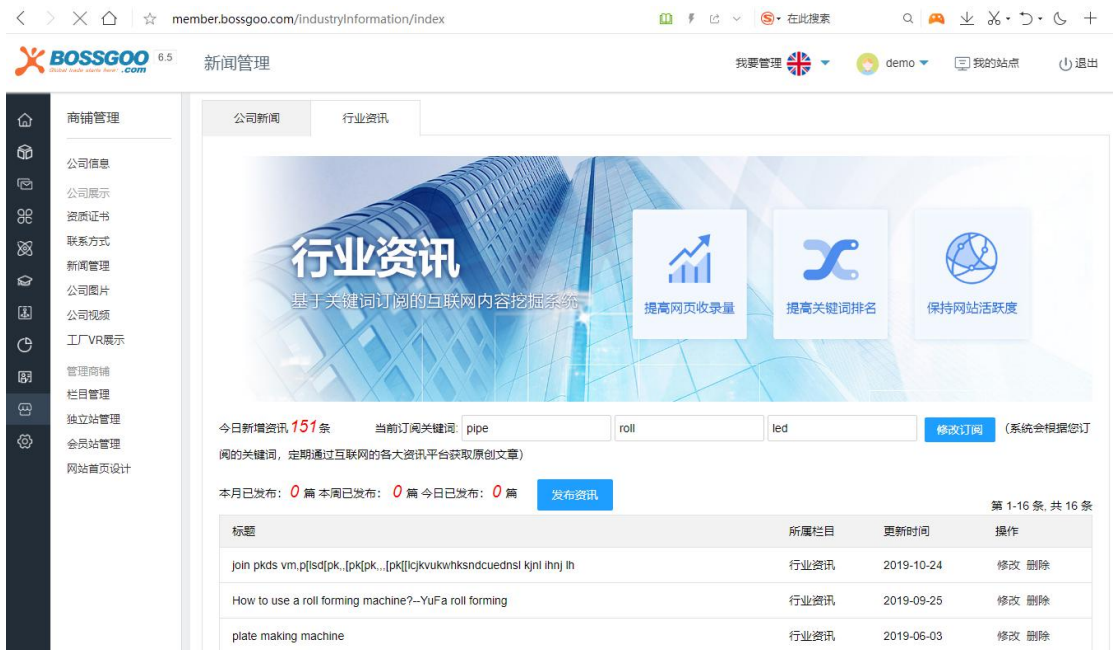 member.bossgoo.com/industryInformation/index
在此搜索
BOSSGOO .com 6.5
Global trade starts here!
新闻管理
我要管理
demo
我的站点
退出
商铺管理
公司信息
公司展示
资质证书
联系方式
新闻管理
公司图片
公司视频
工厂VR展示
管理商铺
栏目管理
独立站管理
会员站管理
网站首页设计
公司新闻 行业资讯
行业资讯
基于关键词订阅的互联网内容挖掘系统
提高网页收录量 提高关键词排名 保持网站活跃度
今日新增资讯151条 当前订阅关键词: pipe roll led 修改订阅 (系统会根据您订
阅的关键词，定期通过互联网的各大资讯平台获取原创文章)
本月已发布： 0 篇 本周已发布： 0 篇 今日已发布： 0 篇 发布资讯
第 1-16 条, 共 16 条
标题 所属栏目 更新时间 操作
join pkds vm,p[lsd[pk,,[pk[pk,,,[pk[[lcjkvukwhksndcuednsl kjnl ihnj lh 行业资讯 2019-10-24 修改 删除
How to use a roll forming machine?--YuFa roll forming 行业资讯 2019-09-25 修改 删除
plate making machine 行业资讯 2019-06-03 修改 删除